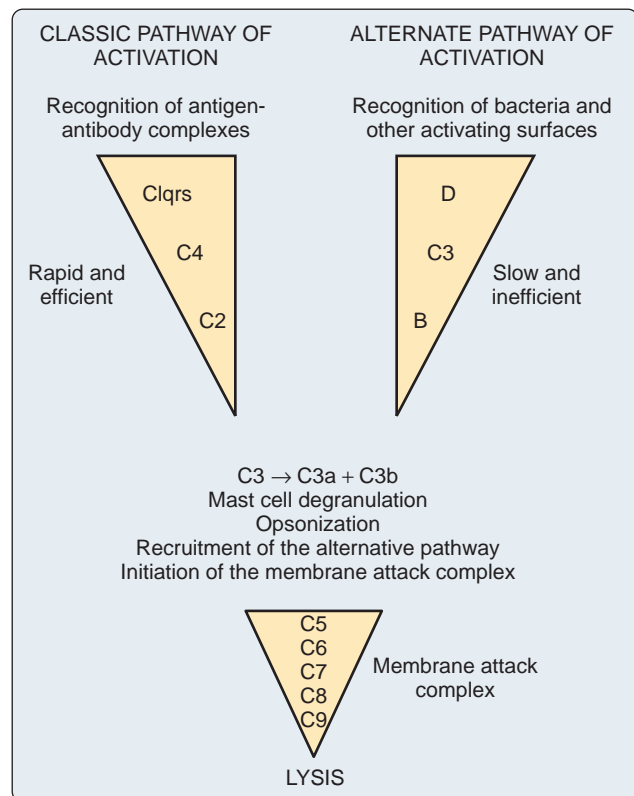 CLASSIC PATHWAY OF
ACTIVATION
Recognition of antigen-
antibody complexes
Clqrs
C4
C2
Rapid and
efficient
ALTERNATE PATHWAY OF
ACTIVATION
Recognition of bacteria and
other activating surfaces
D
C3
B
Slow and
inefficient
C3 → C3a + C3b
Mast cell degranulation
Opsonization
Recruitment of the alternative pathway
Initiation of the membrane attack complex
C5
C6
C7
C8
C9
Membrane attack
complex
LYSIS